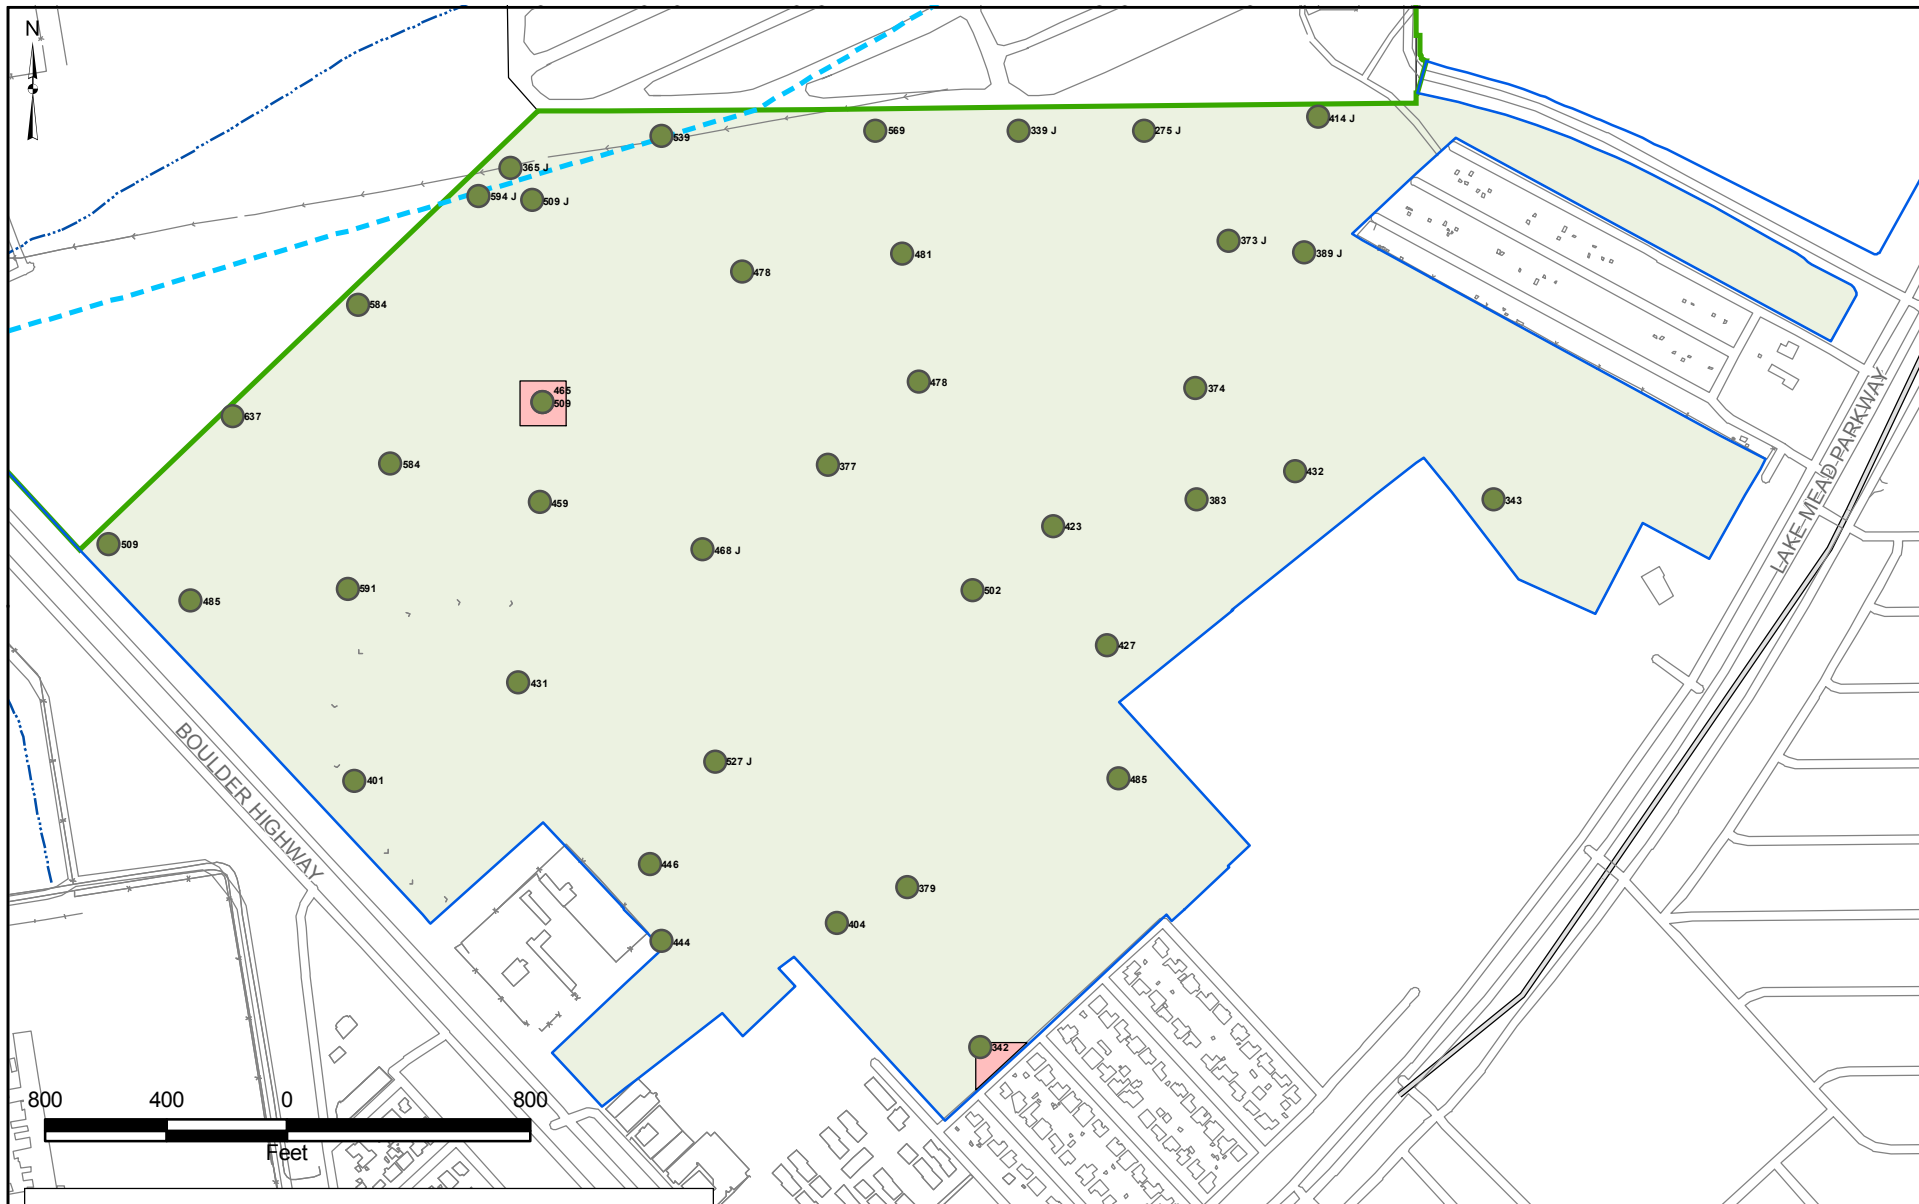 N
414 J
539
569
339 J
275 J
365 J
594 J
509 J
373 J
389 J
481
478
584
478
374
465
509
637
584
377
432
459
383
343
423
509
468 J
591
502
485
427
431
527 J
485
401
446
379
404
444
342
LAKE MEAD PARKWAY
BOULDER HIGHWAY
800 400 0 800
Feet